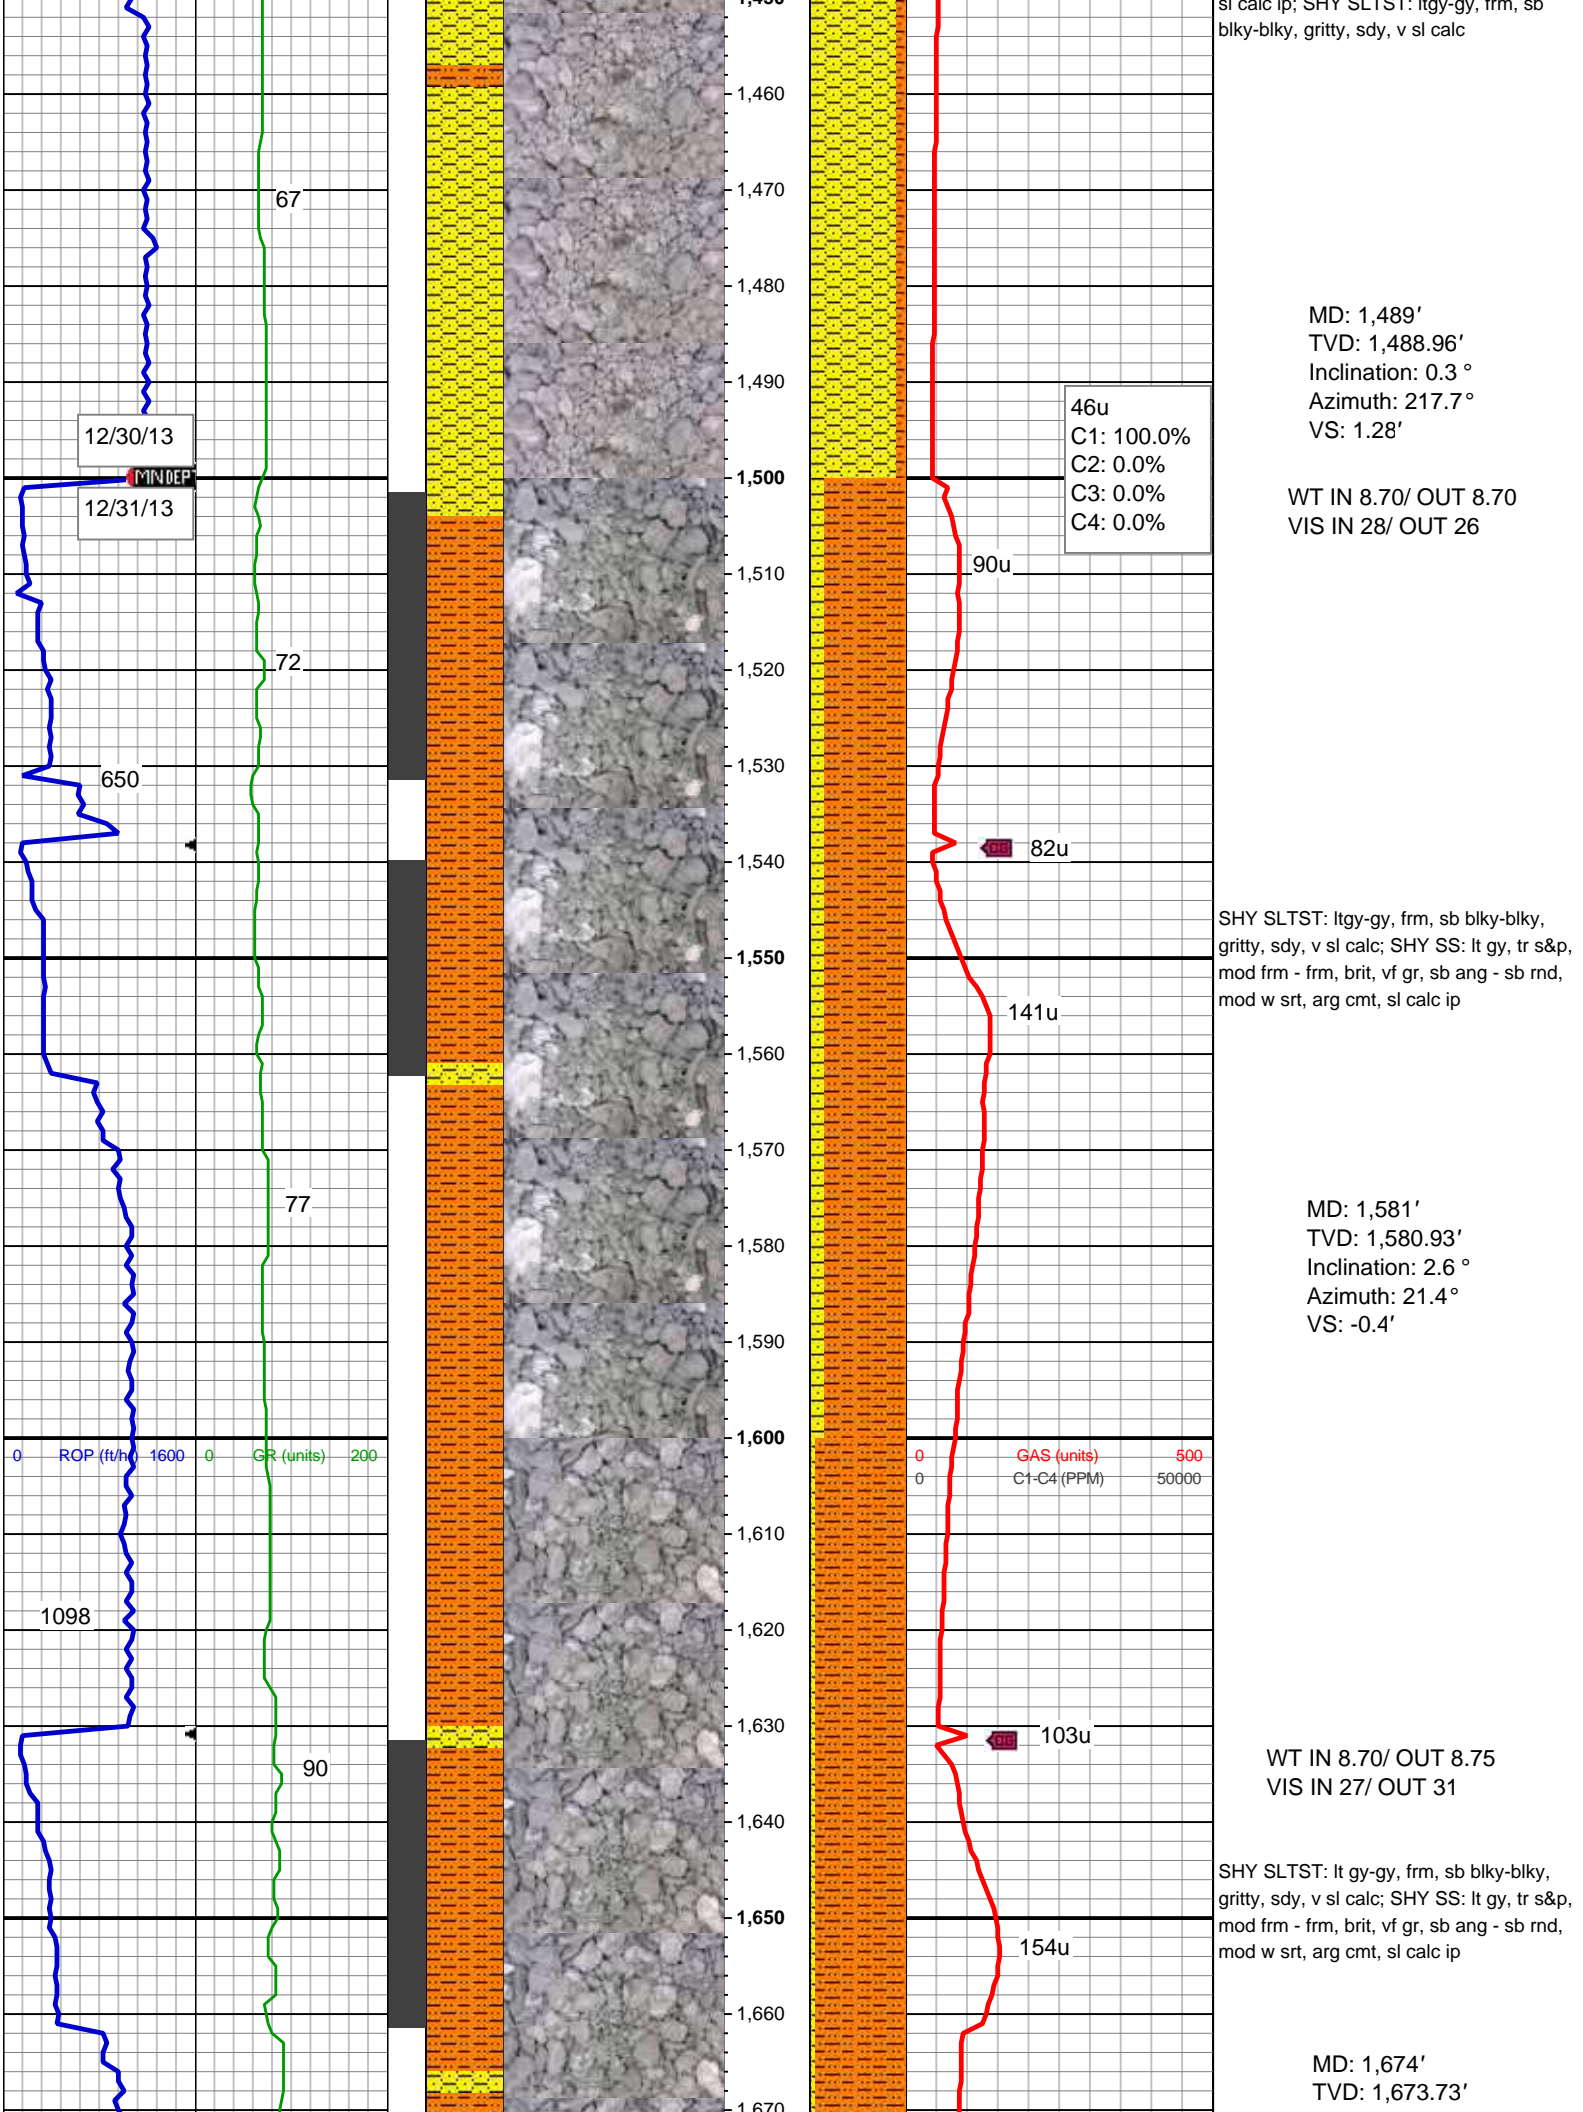 1,450
sl calc ip; SHY SLTST: ltgy-gy, frm, sb
blky-blky, gritty, sdy, v sl calc
1,460
67
1,470
1,480
MD: 1,489′
TVD: 1,488.96′
Inclination: 0.3 °
Azimuth: 217.7°
VS: 1.28′
1,490
46u
C1: 100.0%
C2: 0.0%
C3: 0.0%
C4: 0.0%
12/30/13
MN DEPT
12/31/13
1,500
WT IN 8.70/ OUT 8.70
VIS IN 28/ OUT 26
90u
1,510
72
1,520
650
1,530
CG 82u
1,540
SHY SLTST: ltgy-gy, frm, sb blky-blky,
gritty, sdy, v sl calc; SHY SS: lt gy, tr s&p,
mod frm - frm, brit, vf gr, sb ang - sb rnd,
mod w srt, arg cmt, sl calc ip
1,550
141u
1,560
1,570
77
MD: 1,581′
TVD: 1,580.93′
Inclination: 2.6 °
Azimuth: 21.4°
VS: -0.4′
1,580
1,590
1,600
0 ROP (ft/hr) 1600 0 GR (units) 200
0 GAS (units) 500
0 C1-C4 (PPM) 50000
1,610
1098
1,620
1,630
CG 103u
90
WT IN 8.70/ OUT 8.75
VIS IN 27/ OUT 31
1,640
SHY SLTST: lt gy-gy, frm, sb blky-blky,
gritty, sdy, v sl calc; SHY SS: lt gy, tr s&p,
mod frm - frm, brit, vf gr, sb ang - sb rnd,
mod w srt, arg cmt, sl calc ip
1,650
154u
1,660
MD: 1,674′
TVD: 1,673.73′
1,670